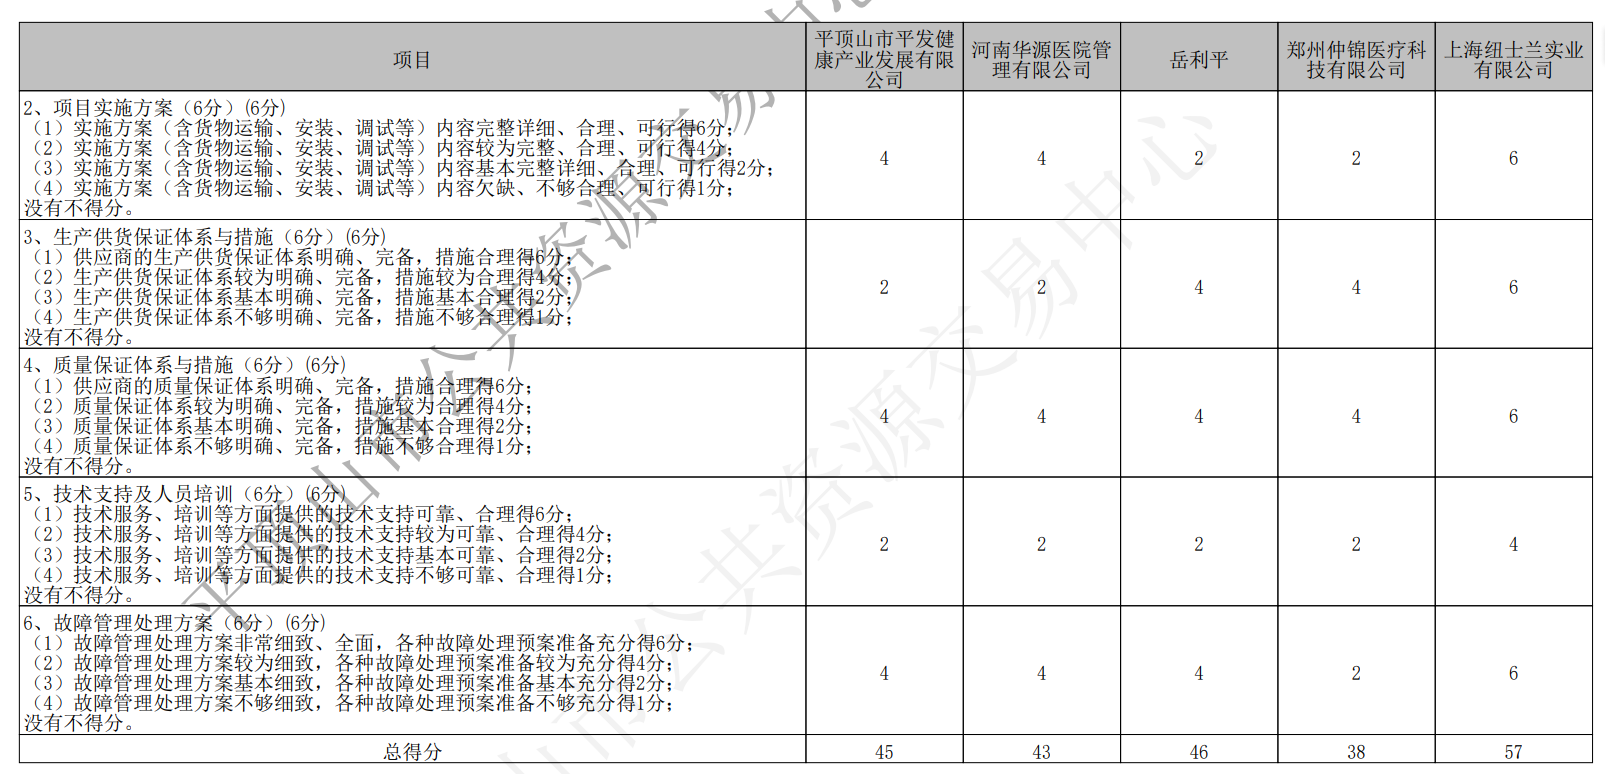 项目
平顶山市平发健
康产业发展有限
公司
河南华源医院管
理有限公司
岳利平
郑州仲锦医疗科
技有限公司
上海纽士兰实业
有限公司
2、项目实施方案（6分）(6分)
（1）实施方案（含货物运输、安装、调试等）内容完整详细、合理、可行得6分；
（2）实施方案（含货物运输、安装、调试等）内容较为完整、合理、可行得4分；
（3）实施方案（含货物运输、安装、调试等）内容基本完整详细、合理、可行得2分；
（4）实施方案（含货物运输、安装、调试等）内容欠缺、不够合理、可行得1分；
没有不得分。
4 4 2 2 6
3、生产供货保证体系与措施（6分）(6分)
（1）供应商的生产供货保证体系明确、完备，措施合理得6分；
（2）生产供货保证体系较为明确、完备，措施较为合理得4分；
（3）生产供货保证体系基本明确、完备，措施基本合理得2分；
（4）生产供货保证体系不够明确、完备，措施不够合理得1分；
没有不得分。
2 2 4 4 6
4、质量保证体系与措施（6分）(6分)
（1）供应商的质量保证体系明确、完备，措施合理得6分；
（2）质量保证体系较为明确、完备，措施较为合理得4分；
（3）质量保证体系基本明确、完备，措施基本合理得2分；
（4）质量保证体系不够明确、完备，措施不够合理得1分；
没有不得分。
4 4 4 4 6
5、技术支持及人员培训（6分）(6分)
（1）技术服务、培训等方面提供的技术支持可靠、合理得6分；
（2）技术服务、培训等方面提供的技术支持较为可靠、合理得4分；
（3）技术服务、培训等方面提供的技术支持基本可靠、合理得2分；
（4）技术服务、培训等方面提供的技术支持不够可靠、合理得1分；
没有不得分。
2 2 2 2 4
6、故障管理处理方案（6分）(6分)
（1）故障管理处理方案非常细致、全面，各种故障处理预案准备充分得6分；
（2）故障管理处理方案较为细致，各种故障处理预案准备较为充分得4分；
（3）故障管理处理方案基本细致，各种故障处理预案准备基本充分得2分；
（4）故障管理处理方案不够细致，各种故障处理预案准备不够充分得1分；
没有不得分。
4 4 4 2 6
总得分 45 43 46 38 57
平顶山市公共资源交易中心
山市公共资源交易中心